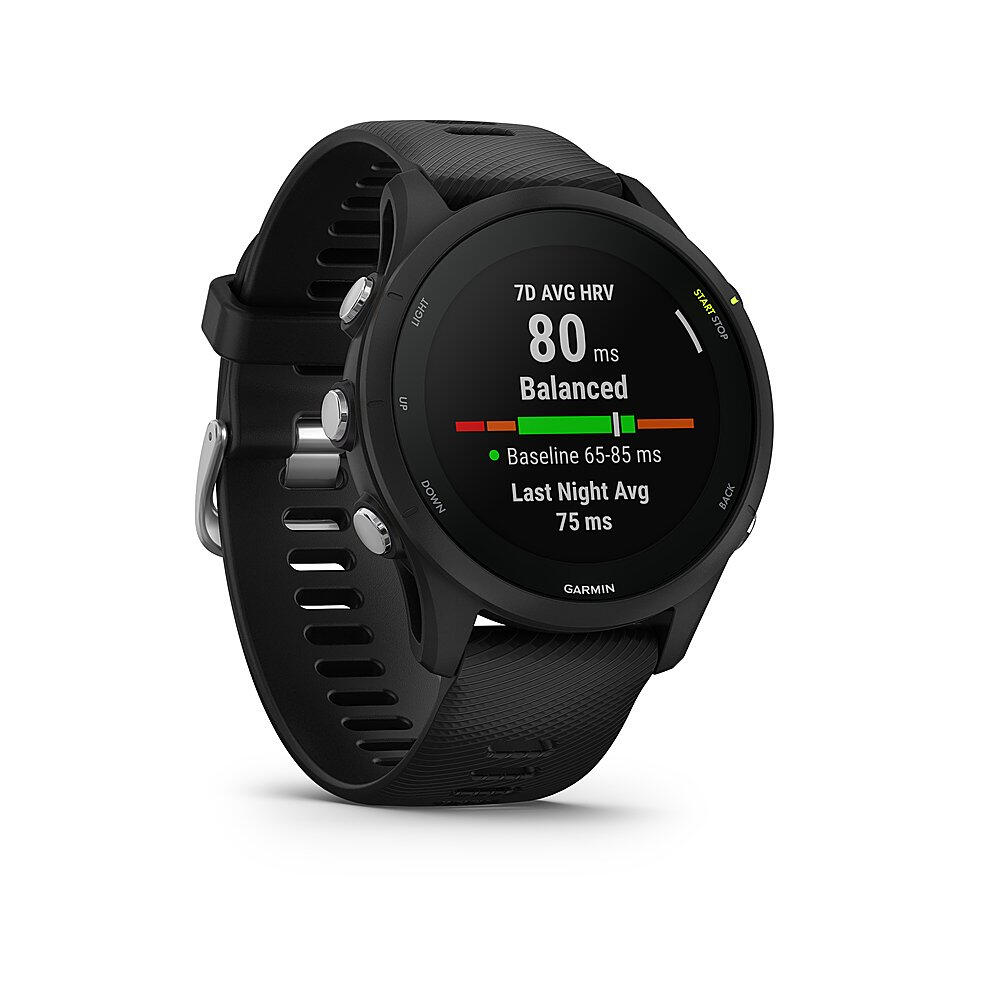 7D AVG HRV
80 ms
Balanced
Baseline 65-85 ms
Last Night Avg
75 ms
GARMIN
LIGHT
UP
DOWN
START STOP
BACK